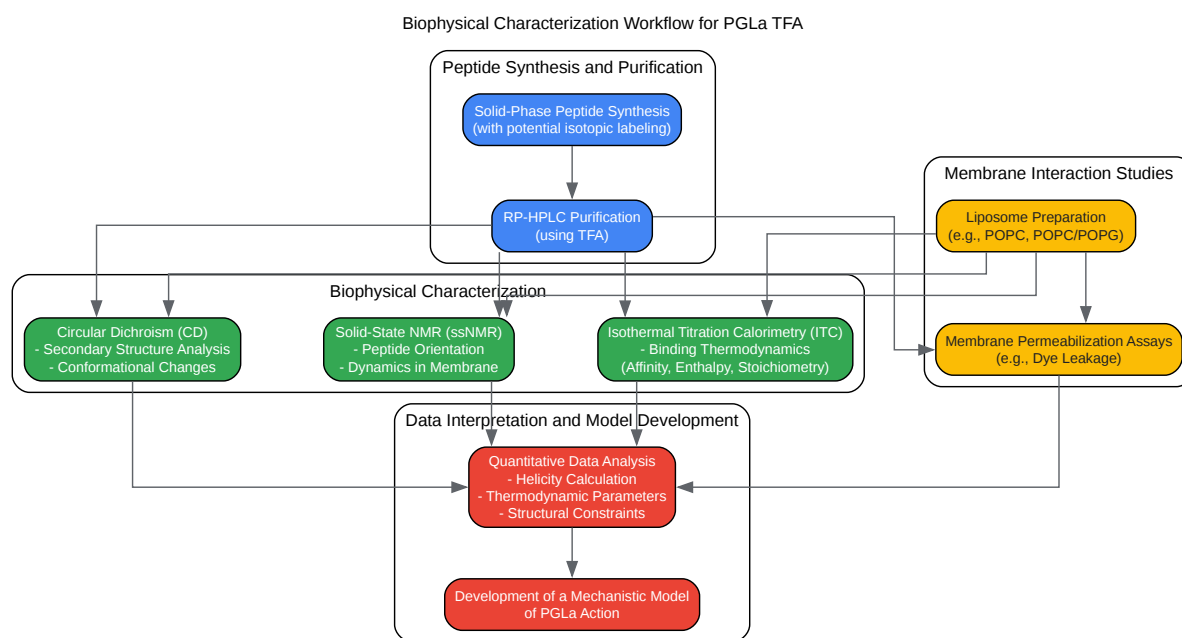 Biophysical Characterization Workflow for PGLa TFA
Peptide Synthesis and Purification
Solid-Phase Peptide Synthesis
(with potential isotopic labeling)
RP-HPLC Purification
(using TFA)
Membrane Interaction Studies
Liposome Preparation
(e.g., POPC, POPC/POPG)
Membrane Permeabilization Assays
(e.g., Dye Leakage)
Biophysical Characterization
Circular Dichroism (CD)
- Secondary Structure Analysis
- Conformational Changes
Solid-State NMR (ssNMR)
- Peptide Orientation
- Dynamics in Membrane
Isothermal Titration Calorimetry (ITC)
- Binding Thermodynamics
(Affinity, Enthalpy, Stoichiometry)
Data Interpretation and Model Development
Quantitative Data Analysis
- Helicity Calculation
- Thermodynamic Parameters
- Structural Constraints
Development of a Mechanistic Model
of PGLa Action